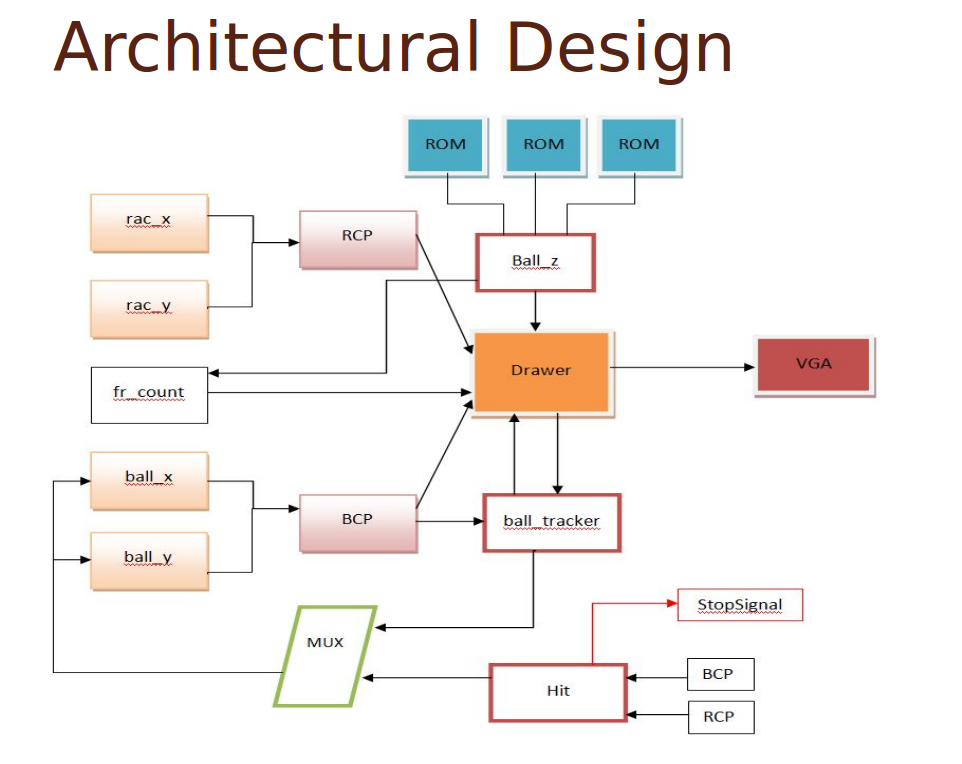 Architectural Design
ROM
ROM
ROM
rac_x
RCP
Ball_z
rac_y
Drawer
VGA
fr_count
ball_x
BCP
ball_tracker
ball_y
StopSignal
MUX
BCP
Hit
RCP